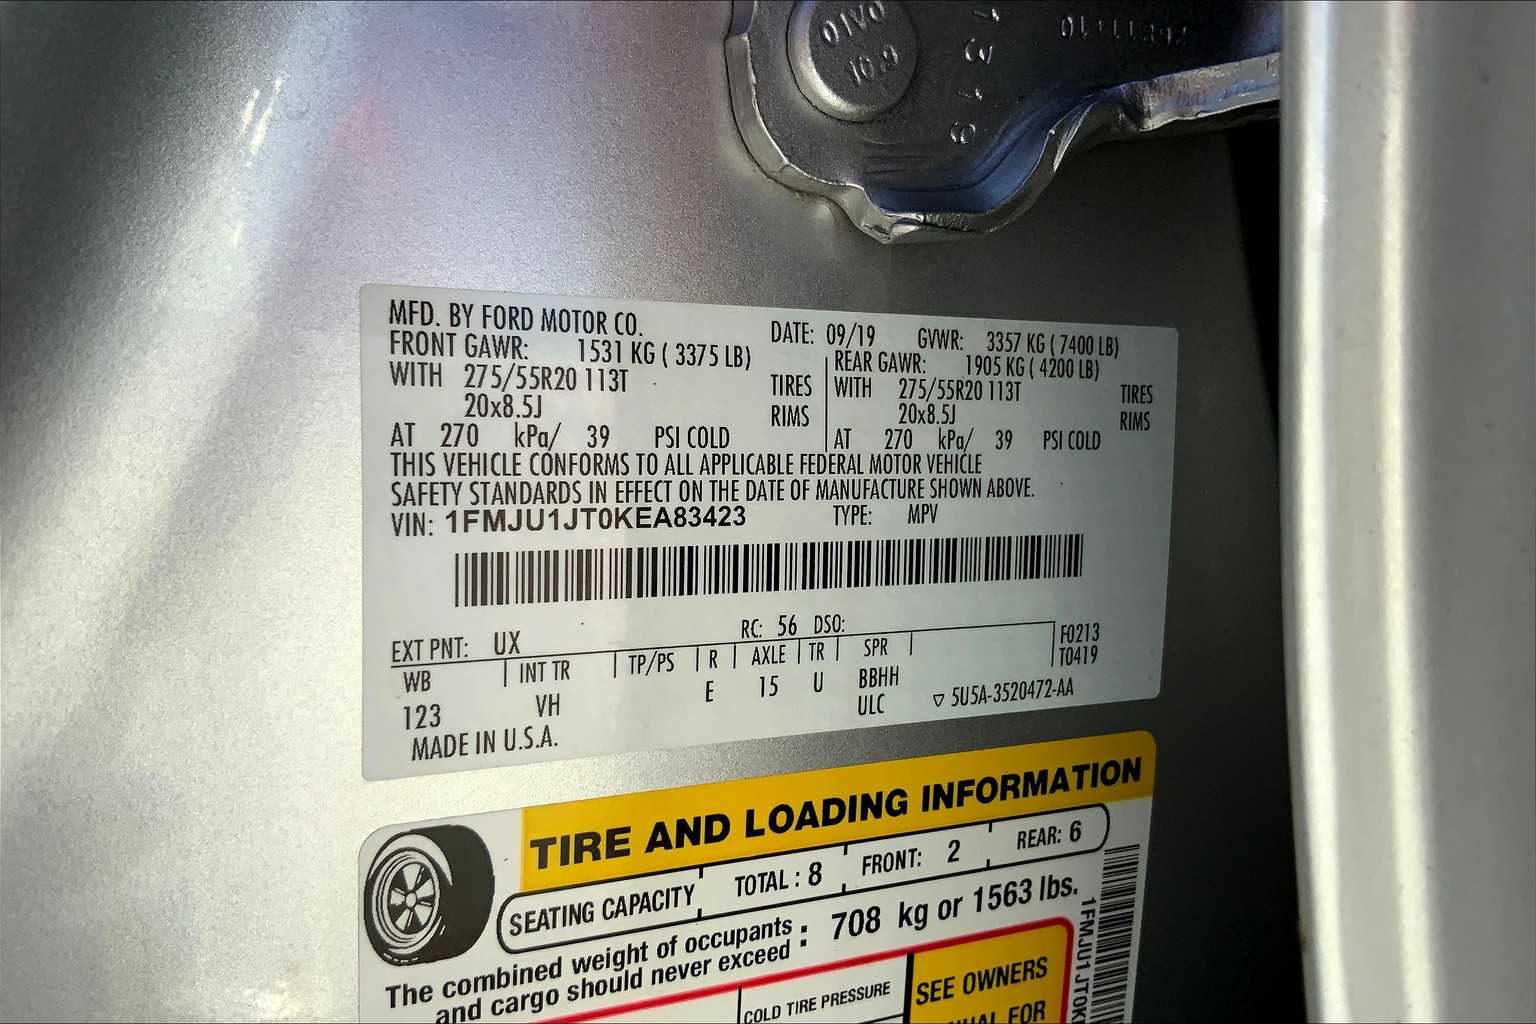 OIVO
10.9
1319
MFD. BY FORD MOTOR CO.
DATE: 09/19 GVWR: 3357 KG ( 7400 LB)
FRONT GAWR: 1531 KG ( 3375 LB)
REAR GAWR: 1905 KG ( 4200 LB)
WITH 275/55R20 113T TIRES
WITH 275/55R20 113T TIRES
20x8.5J RIMS
20x8.5J RIMS
AT 270 kPa/ 39 PSI COLD
AT 270 kPa/ 39 PSI COLD
THIS VEHICLE CONFORMS TO ALL APPLICABLE FEDERAL MOTOR VEHICLE
SAFETY STANDARDS IN EFFECT ON THE DATE OF MANUFACTURE SHOWN ABOVE.
VIN: 1FMJU1JT0KEA83423 TYPE: MPV
EXT PNT: UX RC: 56 DSO:
F0213
T0419
WB INT TR TP/PS R AXLE TR SPR
123 VH E 15 U BBHH
ULC ▽ 5U5A-3520472-AA
MADE IN U.S.A.
TIRE AND LOADING INFORMATION
SEATING CAPACITY TOTAL : 8 FRONT: 2 REAR: 6
The combined weight of occupants
and cargo should never exceed : 708 kg or 1563 lbs.
COLD TIRE PRESSURE
SEE OWNERS
FOR
1FMJU1JT0K